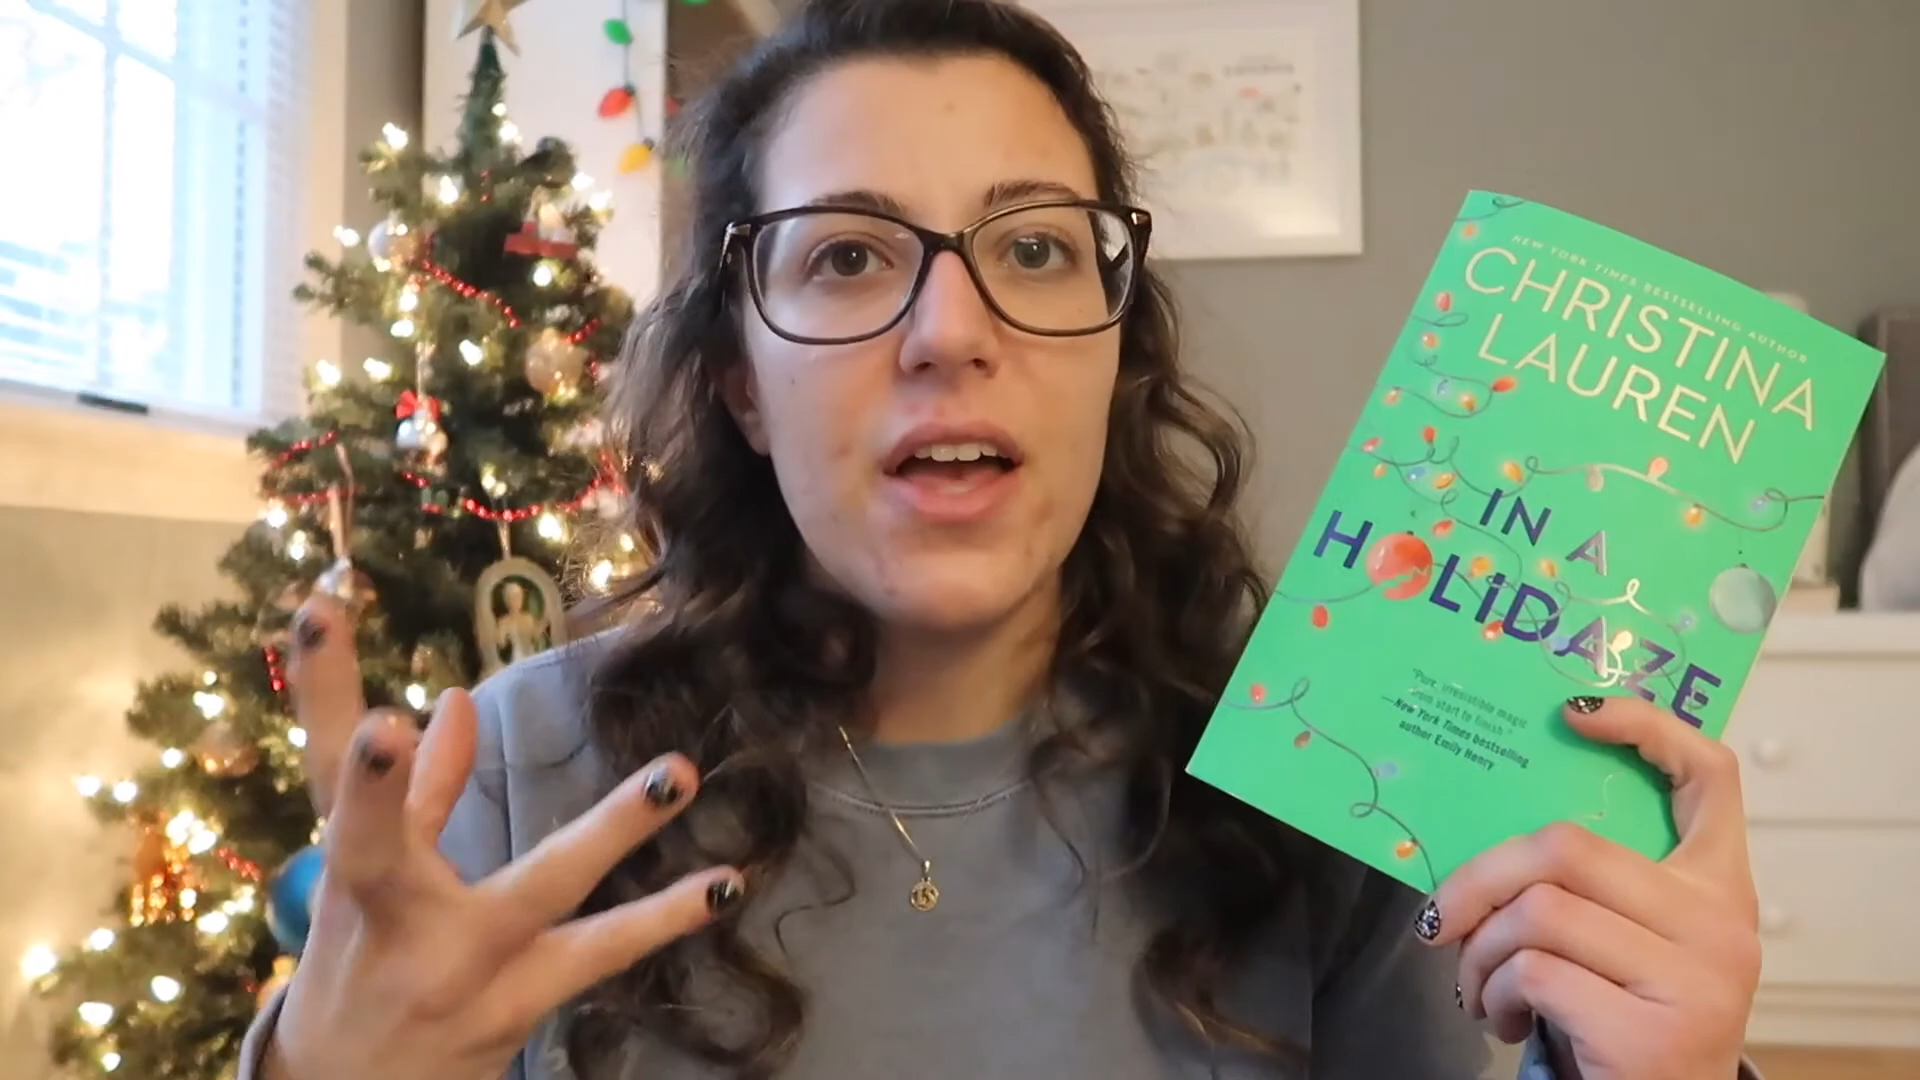 NEW YORK TIMES BESTSELLING AUTHOR
CHRISTINA
LAUREN
IN A
HOLiDAZE
"Pure, irresistible magic
from start to finish."
—New York Times bestselling
author Emily Henry